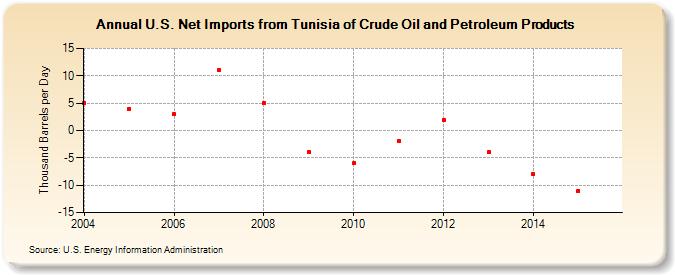 Annual U.S. Net Imports from Tunisia of Crude Oil and Petroleum Products
Thousand Barrels per Day
15
10
5
0
-5
-10
-15
2004 2006 2008 2010 2012 2014
Source: U.S. Energy Information Administration